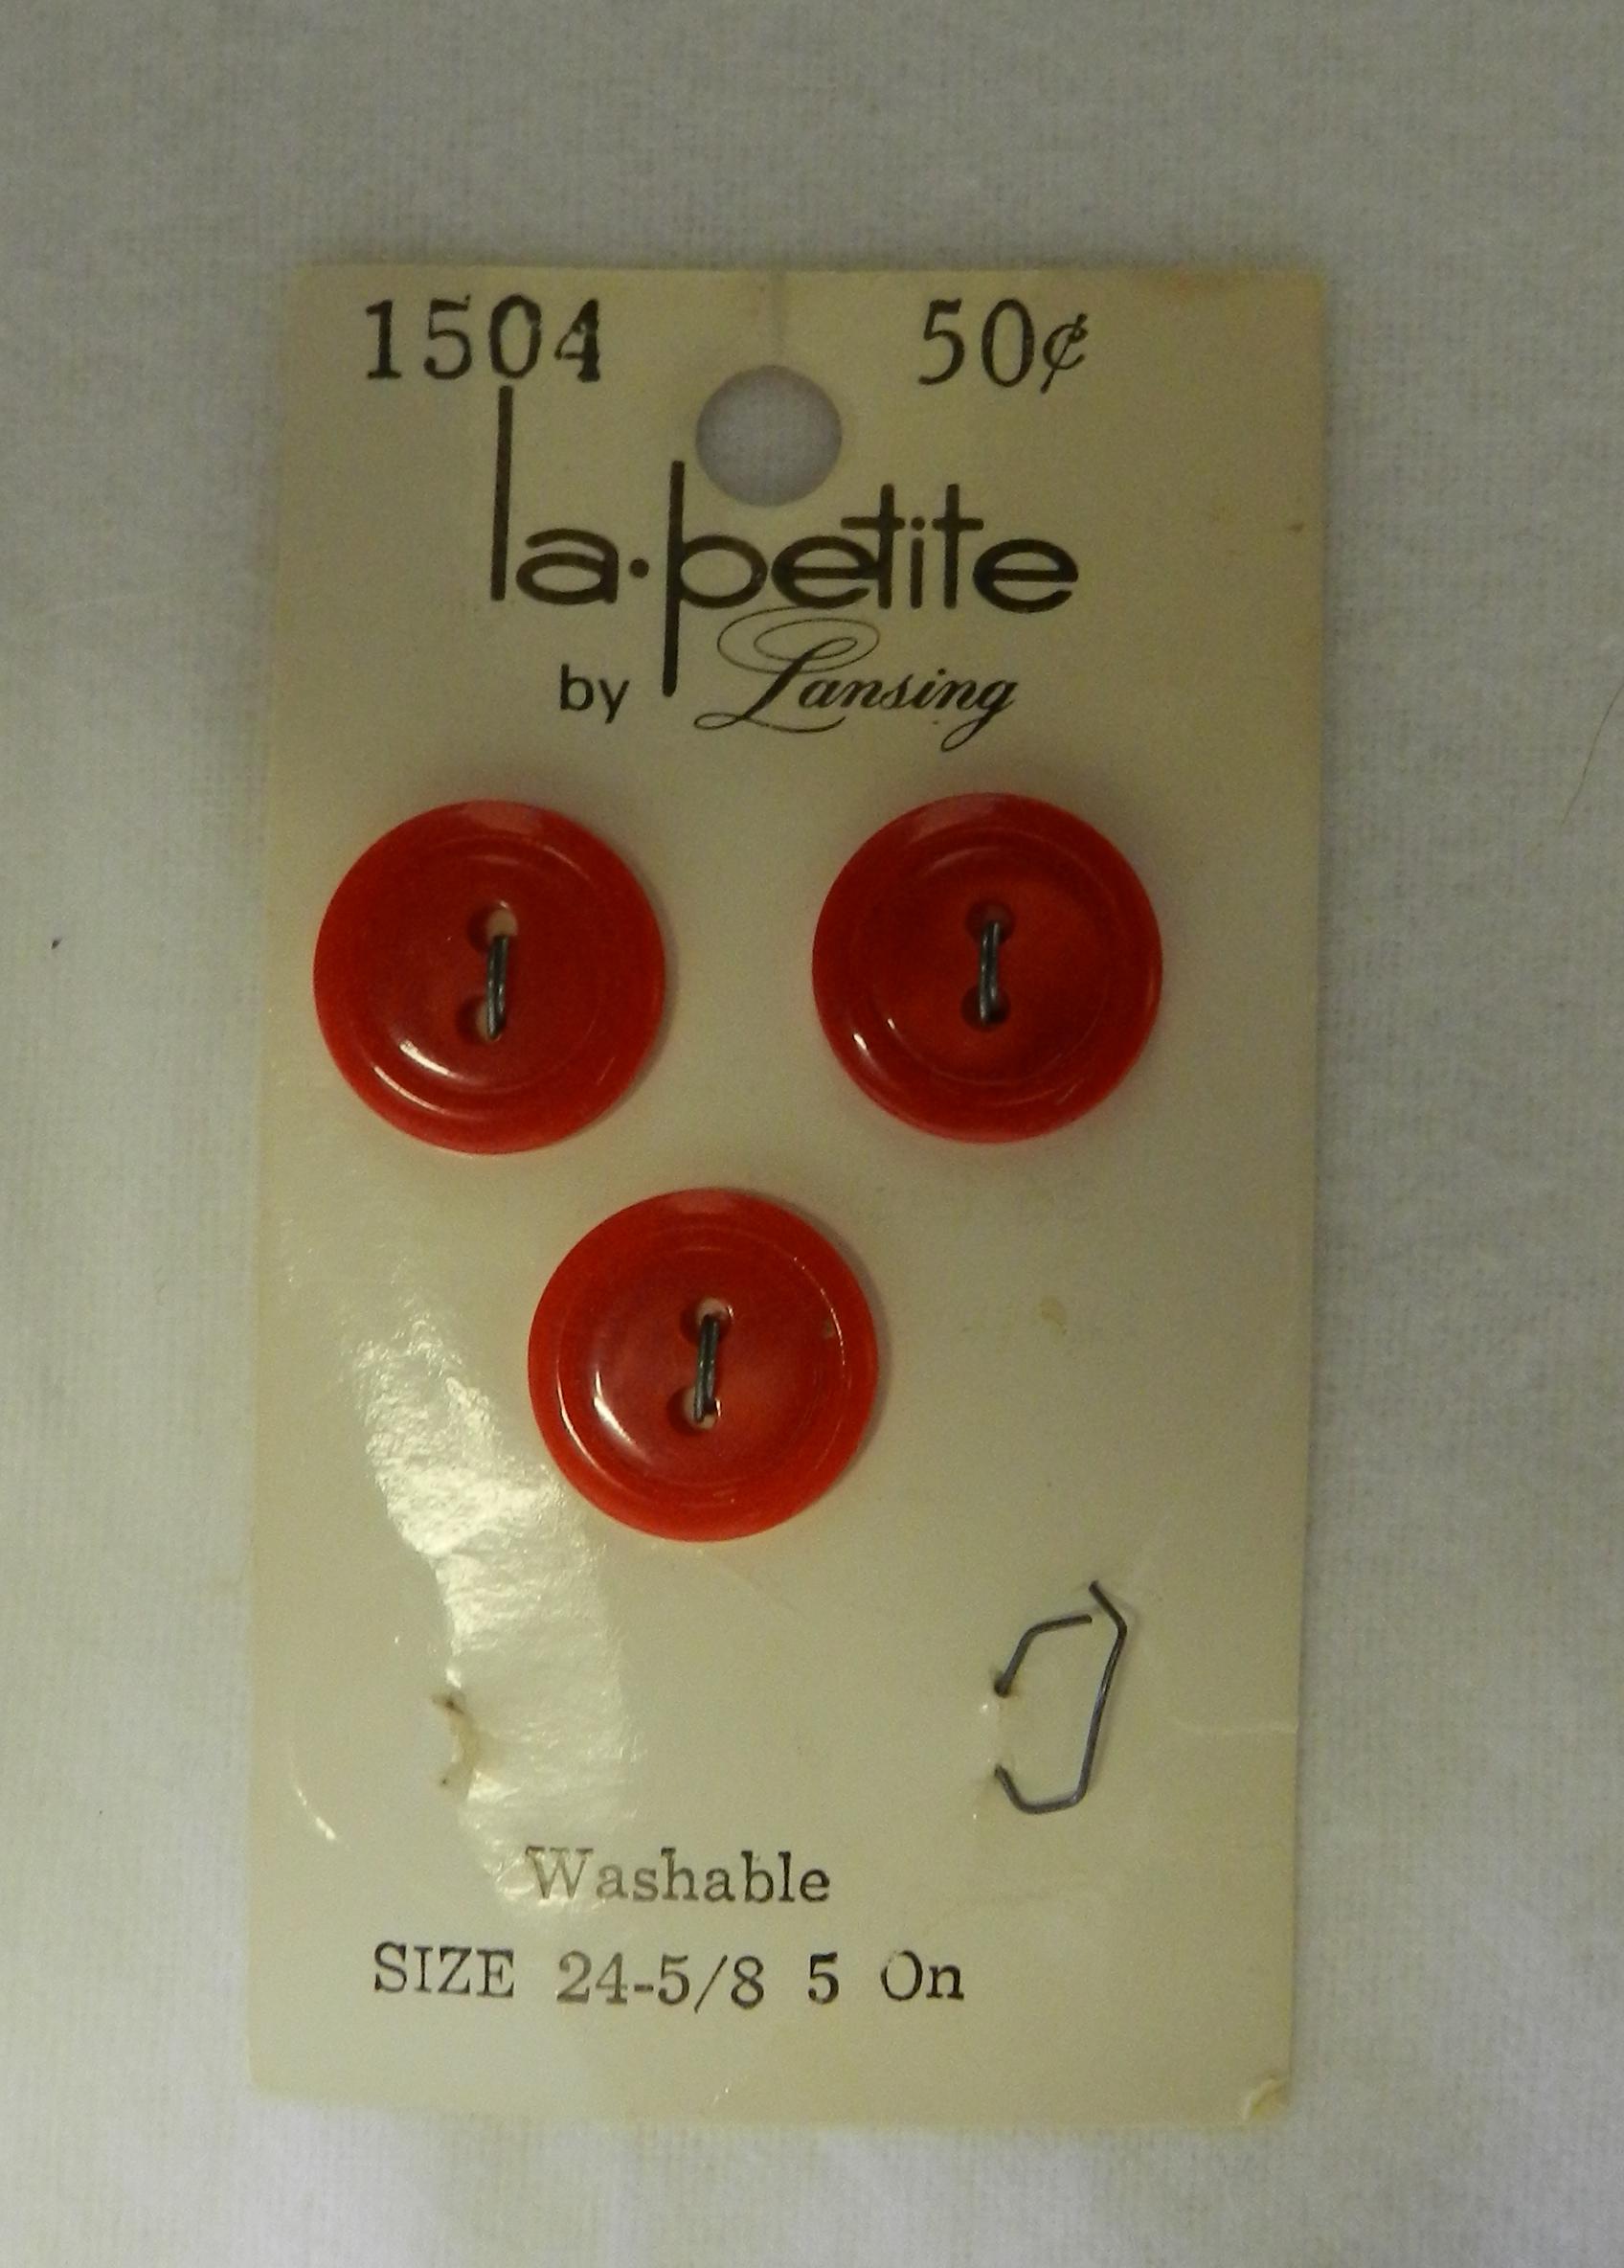 1504 50¢
la·petite
by Lansing
Washable
SIZE 24-5/8 5 On